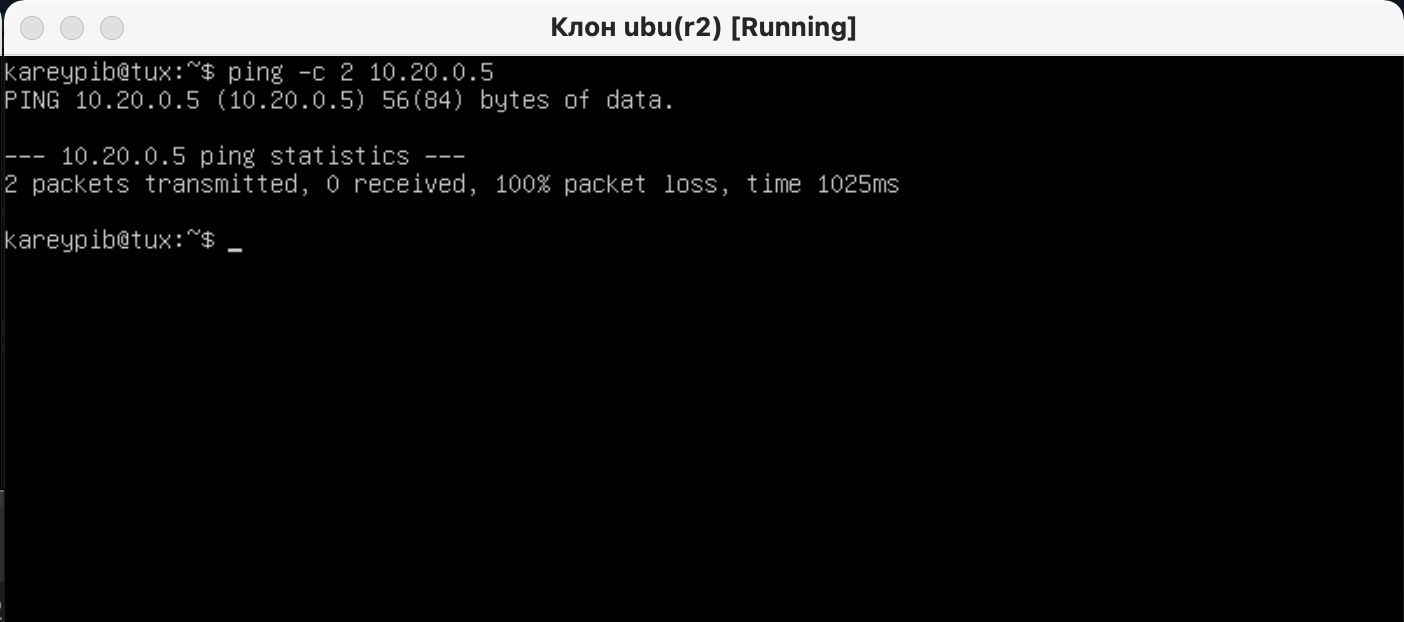 Клон ubu(r2) [Running]
kareypib@tux:~$ ping -c 2 10.20.0.5
PING 10.20.0.5 (10.20.0.5) 56(84) bytes of data.
--- 10.20.0.5 ping statistics ---
2 packets transmitted, 0 received, 100% packet loss, time 1025ms
kareypib@tux:~$ _